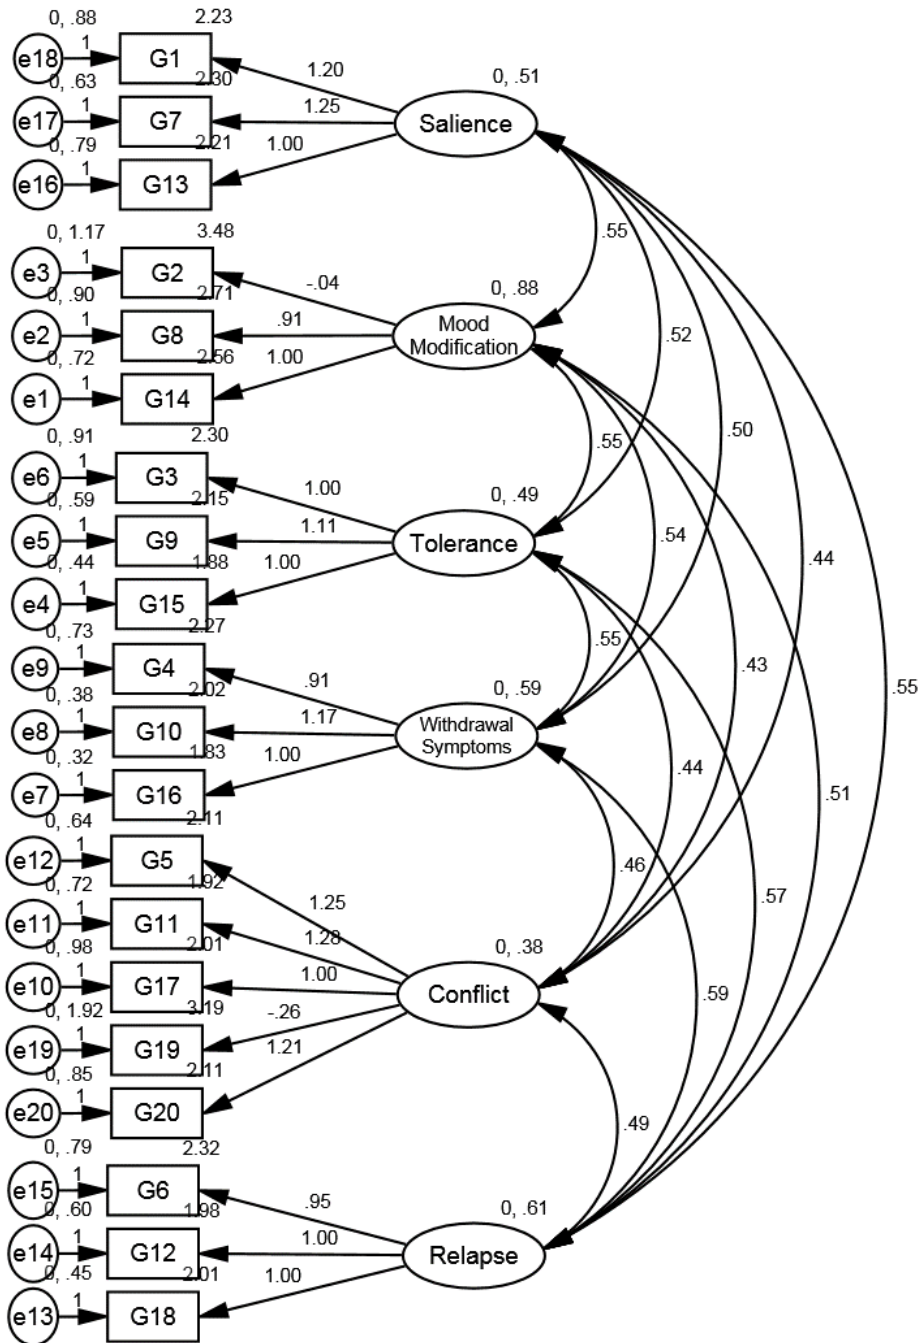 0, .88 2.23
e18 1 G1
1.20
0, .51
0, .63 2.30
e17 1 G7
1.25
Salience
0, .79 2.21
e16 1 G13
1.00
.55
0, 1.17 3.48
e3 1 G2
-.04
0, .88
0, .90 2.71
e2 1 G8
.91
Mood
Modification
.52
0, .72 2.56
e1 1 G14
1.00
.50
.55
0, .91 2.30
e6 1 G3
1.00
0, .49
0, .59 2.15
e5 1 G9
1.11
Tolerance
.54
.44
0, .44 1.88
e4 1 G15
1.00
.55
0, .73 2.27
e9 1 G4
.91
0, .59
.43
.55
0, .38 2.02
e8 1 G10
1.17
Withdrawal
Symptoms
0, .32 1.83
e7 1 G16
1.00
.44
.51
0, .64 2.11
e12 1 G5
1.25
.46
.57
0, .72 1.92
e11 1 G11
1.28
0, .38
0, .98 2.01
e10 1 G17
1.00
Conflict
.59
0, 1.92 3.19
e19 1 G19
-.26
0, .85 2.11
e20 1 G20
1.21
.49
0, .79 2.32
e15 1 G6
.95
0, .61
0, .60 1.98
e14 1 G12
1.00
Relapse
0, .45 2.01
e13 1 G18
1.00